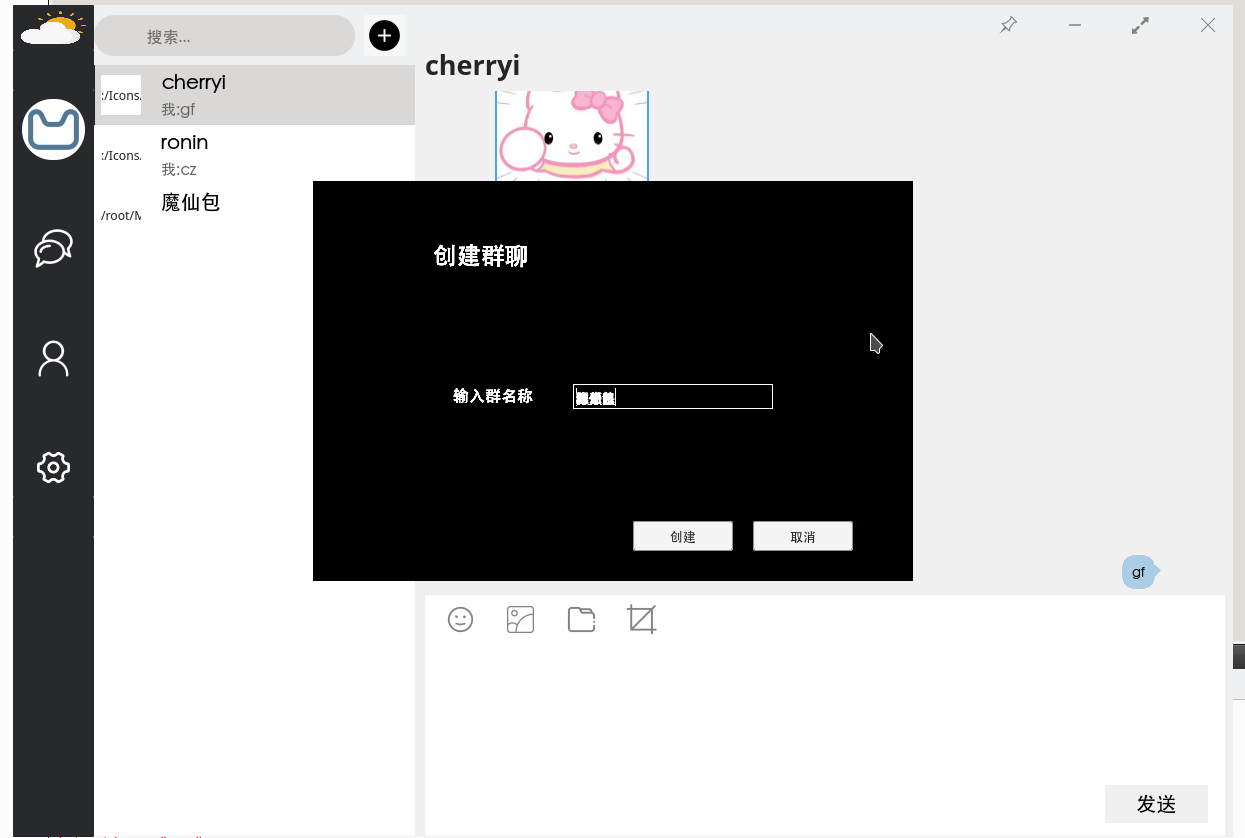 搜索...
cherryi
:/Icons.
cherryi
我:gf
:/Icons.
ronin
我:cz
/root/M
魔仙包
创建群聊
输入群名称
创建
取消
gf
发送